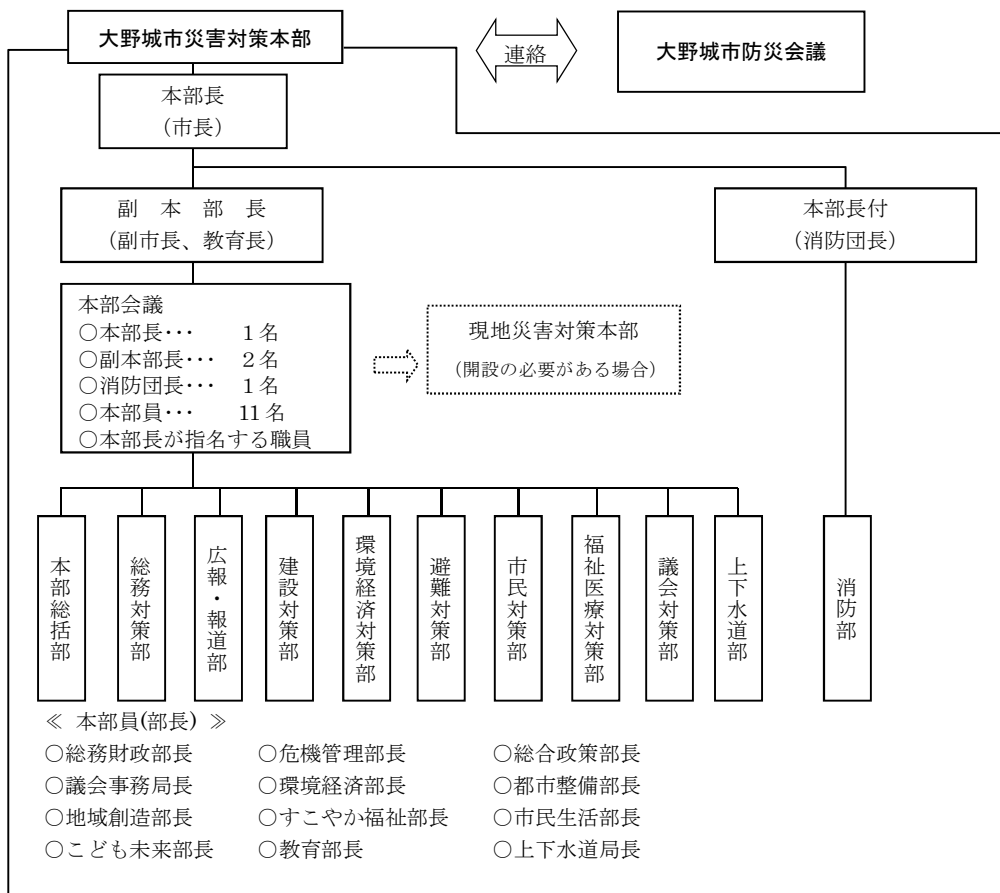 大野城市災害対策本部
連絡
大野城市防災会議
本部長
（市長）
副　本　部　長
（副市長、教育長）
本部長付
（消防団長）
本部会議
○本部長･･･　　1名
○副本部長･･･　2名
○消防団長･･･　1名
○本部員･･･　　11名
○本部長が指名する職員
現地災害対策本部
（開設の必要がある場合）
本部総括部
総務対策部
広報・報道部
建設対策部
環境経済対策部
避難対策部
市民対策部
福祉医療対策部
議会対策部
上下水道部
消防部
≪ 本部員(部長) ≫
○総務財政部長　○危機管理部長　○総合政策部長
○議会事務局長　○環境経済部長　○都市整備部長
○地域創造部長　○すこやか福祉部長　○市民生活部長
○こども未来部長　○教育部長　○上下水道局長